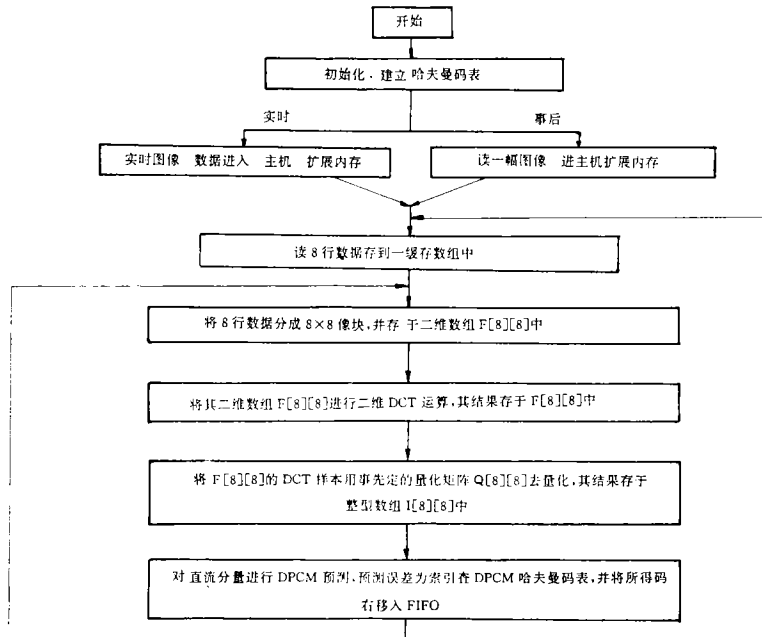 开始
初始化．建立哈夫曼码表
实时
事后
实时图像 数据进入 主机 扩展内存
读一幅图像 进主机扩展内存
读8行数据存到一缓存数组中
将8行数据分成8×8像块,并存于二维数组F[8][8]中
将其二维数组F[8][8]进行二维DCT运算,其结果存于F[8][8]中
将F[8][8]的DCT样本用事先定的量化矩阵Q[8][8]去量化,其结果存于
整型数组I[8][8]中
对直流分量进行DPCM预测、预测误差为索引查DPCM哈夫曼码表,并将所得码
右移入FIFO